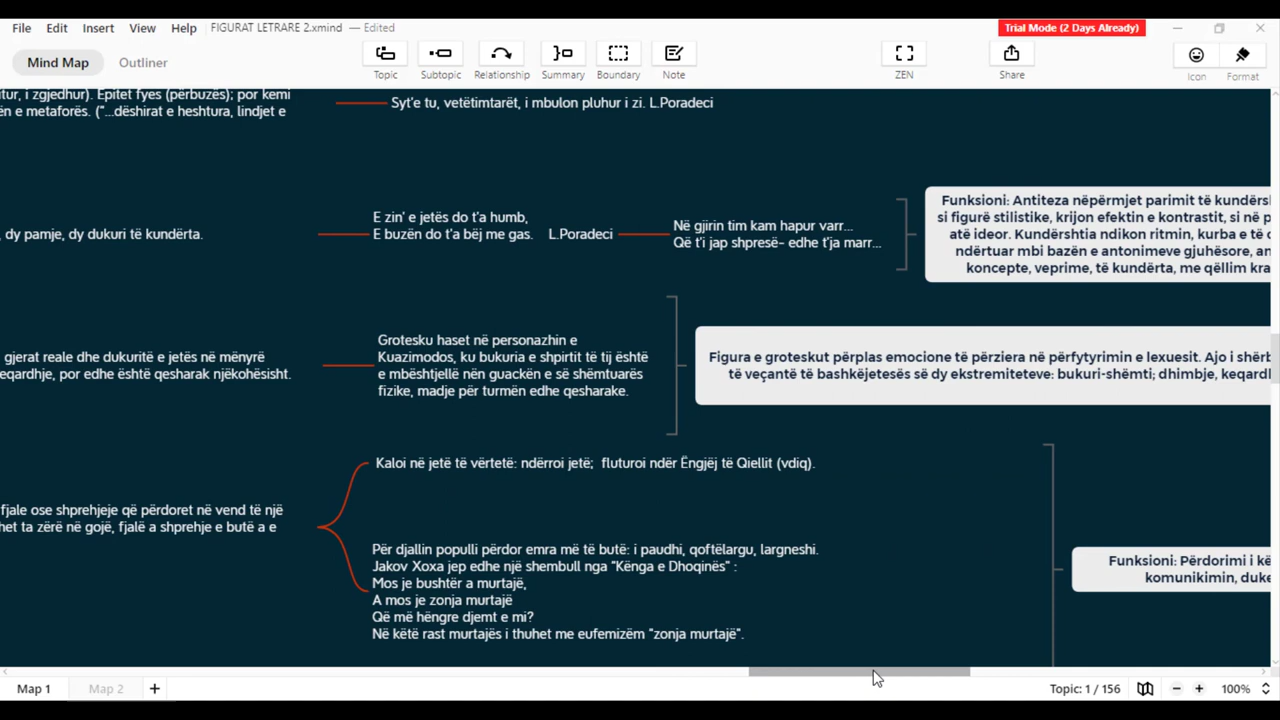 File Edit Insert View Help FIGURAT LETRARE 2.xmind — Edited Trial Mode (2 Days Already)
Mind Map Outliner
Topic Subtopic Relationship Summary Boundary Note ZEN Share Icon Format
itur, i zgjedhur). Epitet fyes (përbuzës); por kemi
ën e metaforës. ("...dëshirat e heshtura, lindjet e
Syt'e tu, vetëtimtarët, i mbulon pluhur i zi. L.Poradeci
, dy pamje, dy dukuri të kundërta.
E zin' e jetës do t'a humb,
E buzën do t'a bëj me gas. L.Poradeci
Në gjirin tim kam hapur varr...
Që t'i jap shpresë- edhe t'ja marr...
Funksioni: Antiteza nëpërmjet parimit të kundërsh
si figurë stilistike, krijon efektin e kontrastit, si në p
atë ideor. Kundërshtia ndikon ritmin, kurba e të
ndërtuar mbi bazën e antonimeve gjuhësore, an
koncepte, veprime, të kundërta, me qëllim kra
gjerat reale dhe dukuritë e jetës në mënyrë
eqardhje, por edhe është qesharak njëkohësisht.
Grotesku haset në personazhin e
Kuazimodos, ku bukuria e shpirtit të tij është
e mbështjellë nën guackën e së shëmtuarës
fizike, madje për turmën edhe qesharake.
Figura e groteskut përplas emocione të përziera në përfytyrimin e lexuesit. Ajo i shërb
të veçantë të bashkëjetesës së dy ekstremiteteve: bukuri-shëmti; dhimbje, keqard
fjale ose shprehjeje që përdoret në vend të një
het ta zërë në gojë, fjalë a shprehje e butë a e
Kaloi në jetë të vërtetë: ndërroi jetë; fluturoi ndër Ëngjëj të Qiellit (vdiq).
Për djallin populli përdor emra më të butë: i paudhi, qoftëlargu, largneshi.
Jakov Xoxa jep edhe një shembull nga "Kënga e Dhoqinës" :
Mos je bushtër a murtajë,
A mos je zonja murtajë
Që më hëngre djemt e mi?
Në këtë rast murtajës i thuhet me eufemizëm "zonja murtajë".
Funksioni: Përdorimi i kë
komunikimin, duke
Map 1 Map 2 Topic: 1 / 156 100%